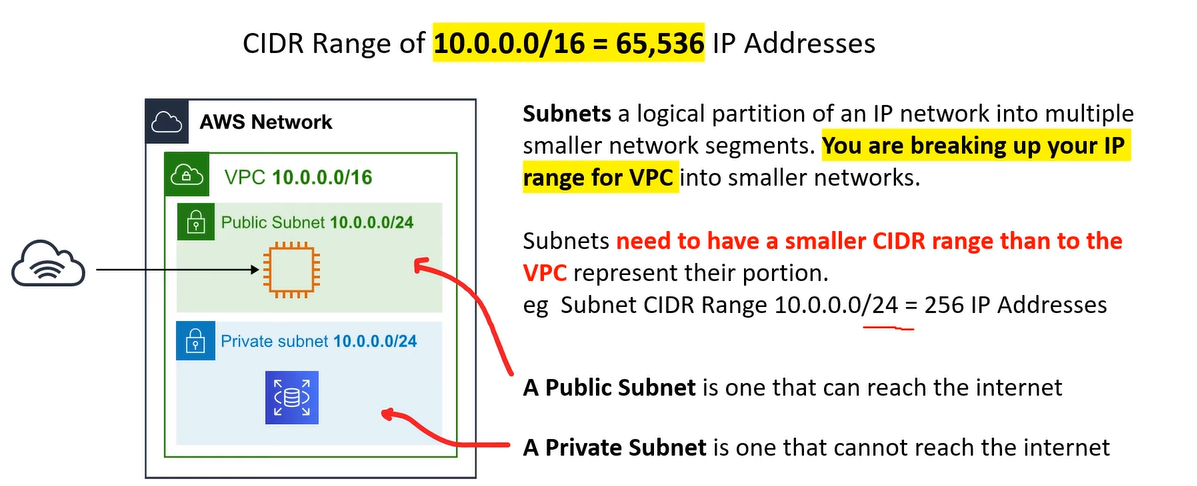 CIDR Range of 10.0.0.0/16 = 65,536 IP Addresses
AWS Network
VPC 10.0.0.0/16
Public Subnet 10.0.0.0/24
Private subnet 10.0.0.0/24
Subnets a logical partition of an IP network into multiple
smaller network segments. You are breaking up your IP
range for VPC into smaller networks.
Subnets need to have a smaller CIDR range than to the
VPC represent their portion.
eg Subnet CIDR Range 10.0.0.0/24 = 256 IP Addresses
A Public Subnet is one that can reach the internet
A Private Subnet is one that cannot reach the internet